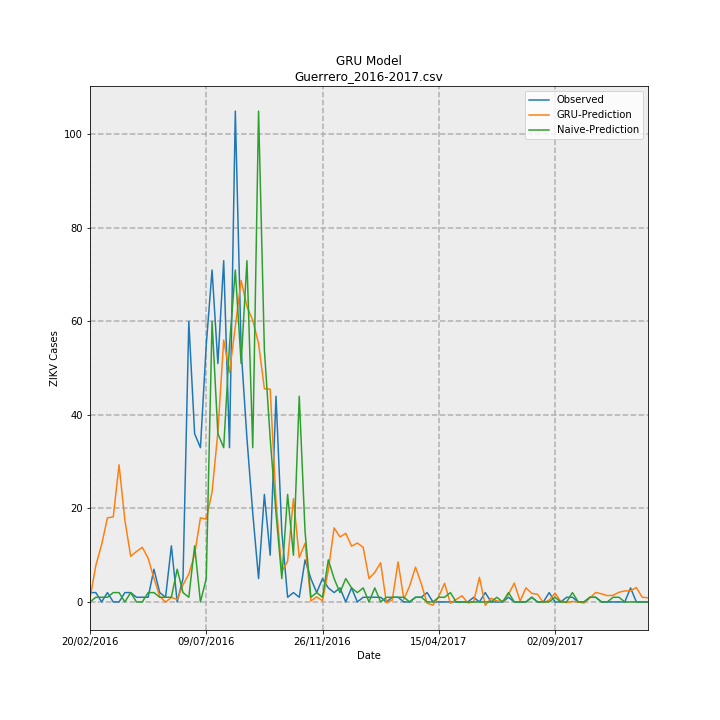 GRU Model
Guerrero_2016-2017.csv
Observed
GRU-Prediction
Naive-Prediction
100
80
60
40
20
0
ZIKV Cases
20/02/2016
09/07/2016
26/11/2016
15/04/2017
02/09/2017
Date